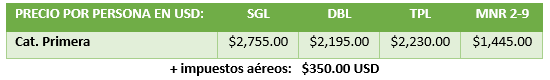 PRECIO POR PERSONA EN USD: SGL DBL TPL MNR 2-9
Cat. Primera $2,755.00 $2,195.00 $2,230.00 $1,445.00
+ impuestos aéreos: $350.00 USD